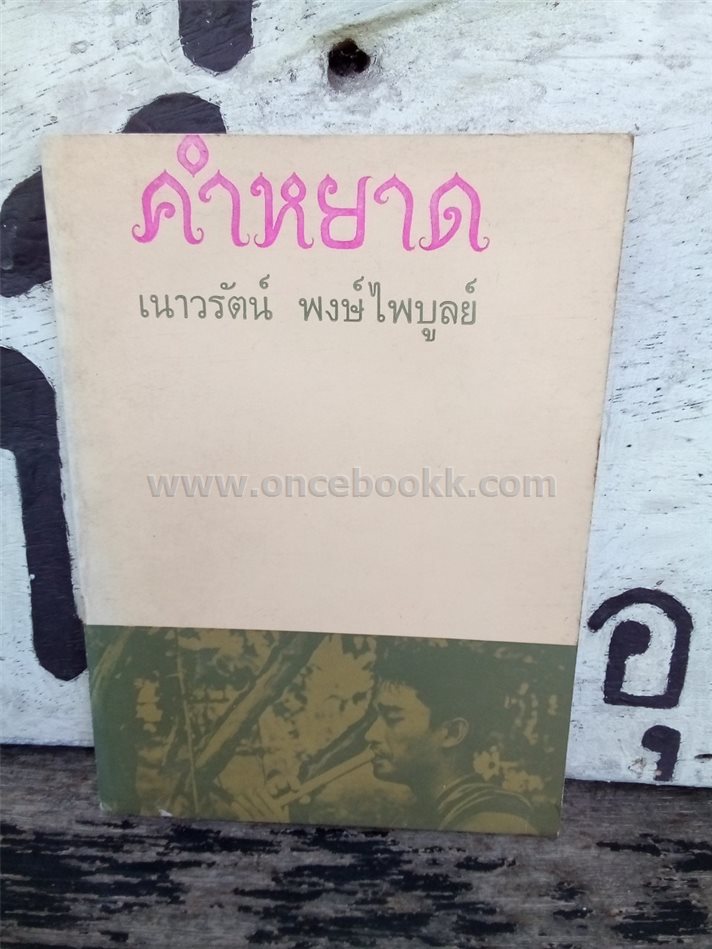 คำหยาด
เนาวรัตน์ พงษ์ไพบูลย์
www.oncebookk.com
อุ